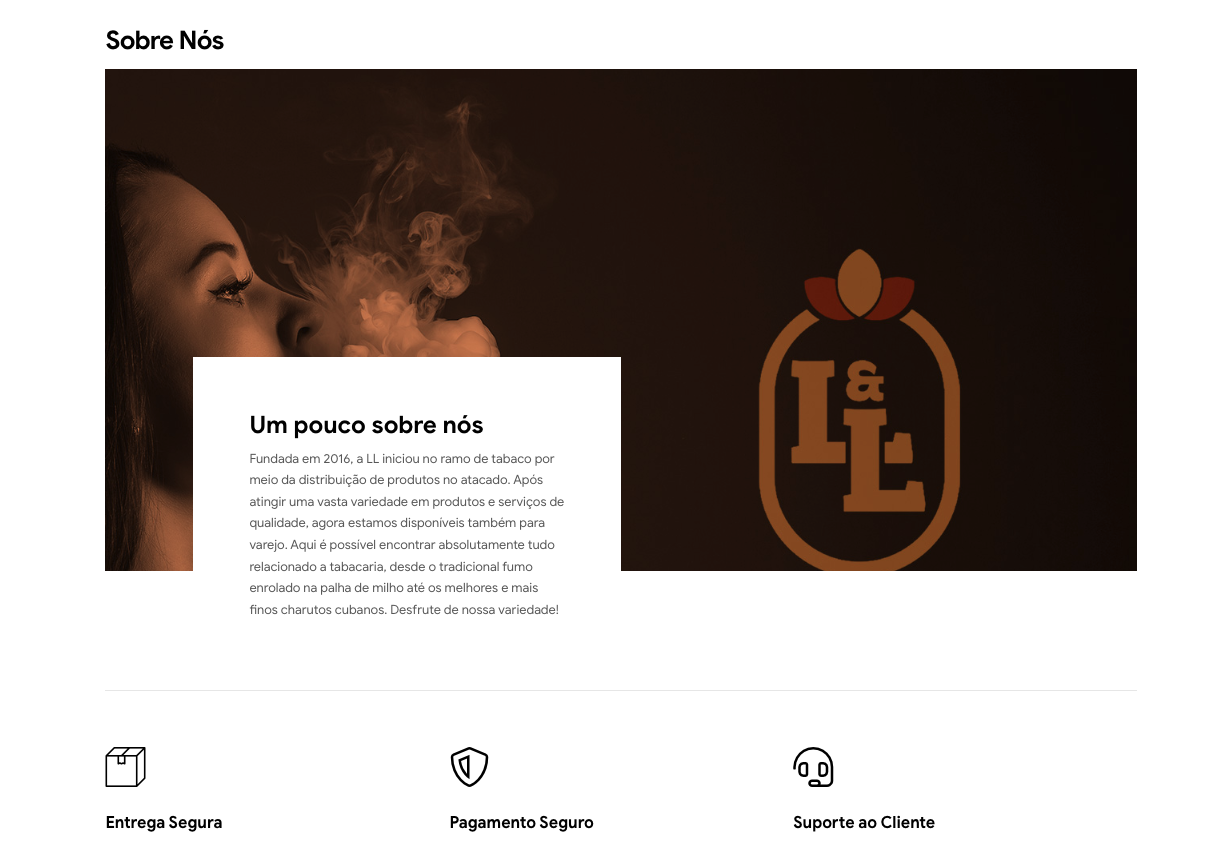 Sobre Nós
L&L
Um pouco sobre nós
Fundada em 2016, a LL iniciou no ramo de tabaco por
meio da distribuição de produtos no atacado. Após
atingir uma vasta variedade em produtos e serviços de
qualidade, agora estamos disponíveis também para
varejo. Aqui é possível encontrar absolutamente tudo
relacionado a tabacaria, desde o tradicional fumo
enrolado na palha de milho até os melhores e mais
finos charutos cubanos. Desfrute de nossa variedade!
Entrega Segura
Pagamento Seguro
Suporte ao Cliente